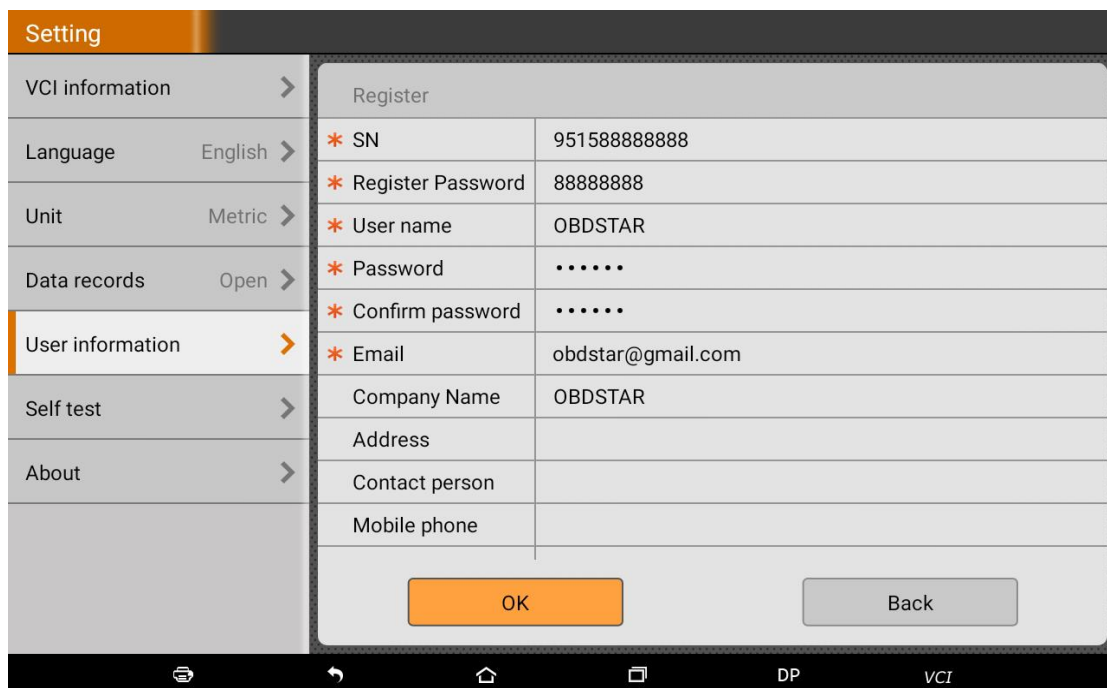 Setting
VCI information
Language English
Unit Metric
Data records Open
User information
Self test
About
Register
* SN 951588888888
* Register Password 88888888
* User name OBDSTAR
* Password ••••••
* Confirm password ••••••
* Email obdstar@gmail.com
Company Name OBDSTAR
Address
Contact person
Mobile phone
OK Back
DP VCI